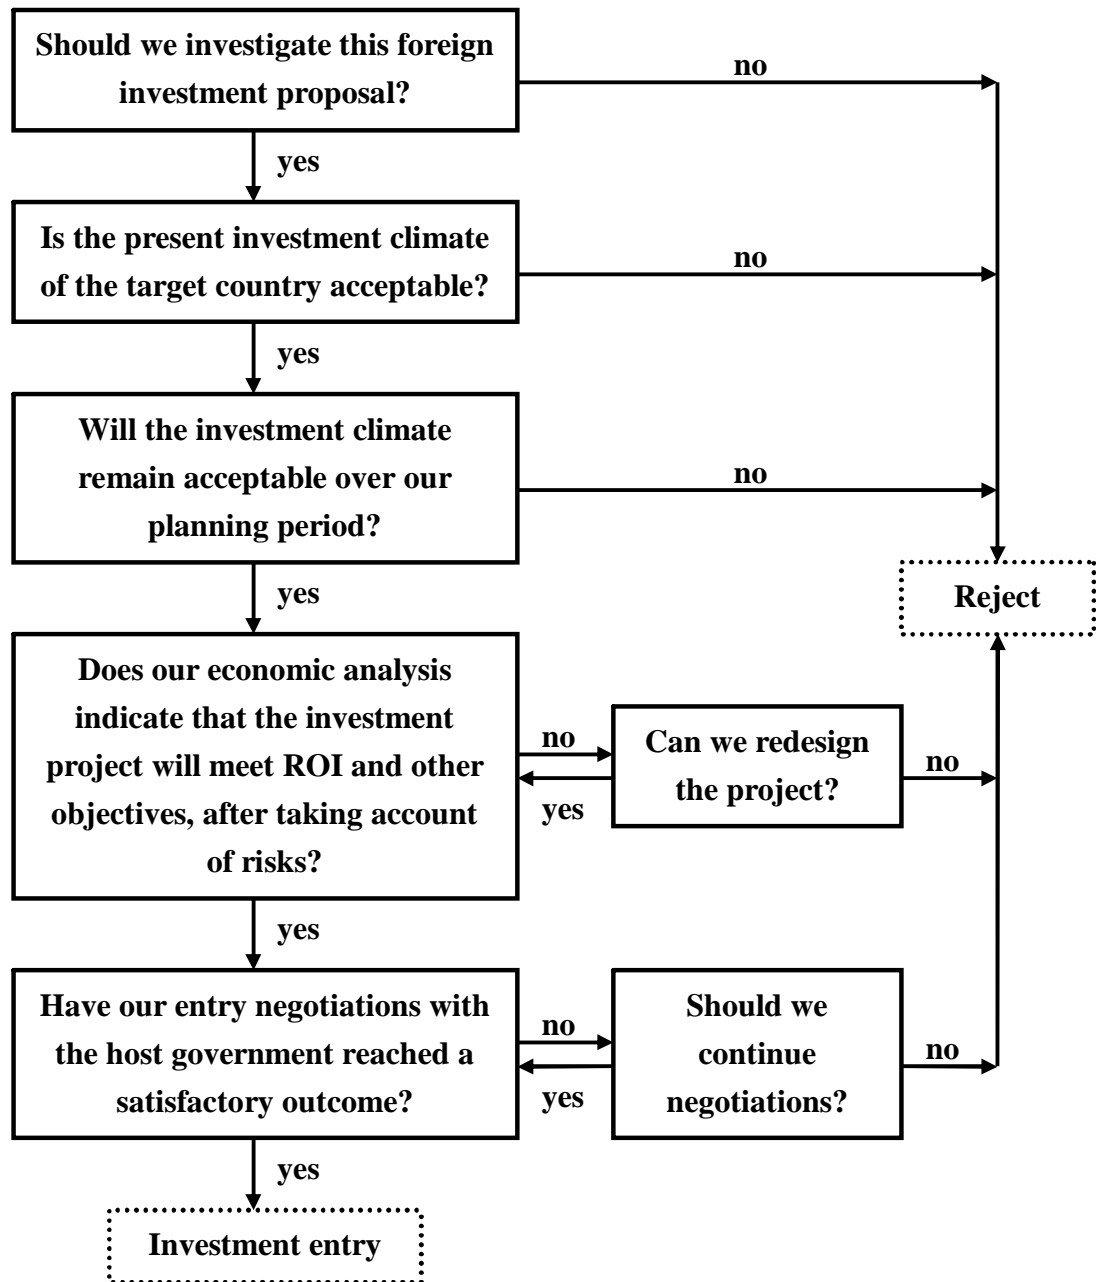 Should we investigate this foreign
investment proposal?
no
yes
Is the present investment climate
of the target country acceptable?
no
yes
Will the investment climate
remain acceptable over our
planning period?
no
yes
Reject
Does our economic analysis
indicate that the investment
project will meet ROI and other
objectives, after taking account
of risks?
no
yes
Can we redesign
the project?
no
yes
Have our entry negotiations with
the host government reached a
satisfactory outcome?
no
yes
Should we
continue
negotiations?
no
yes
Investment entry